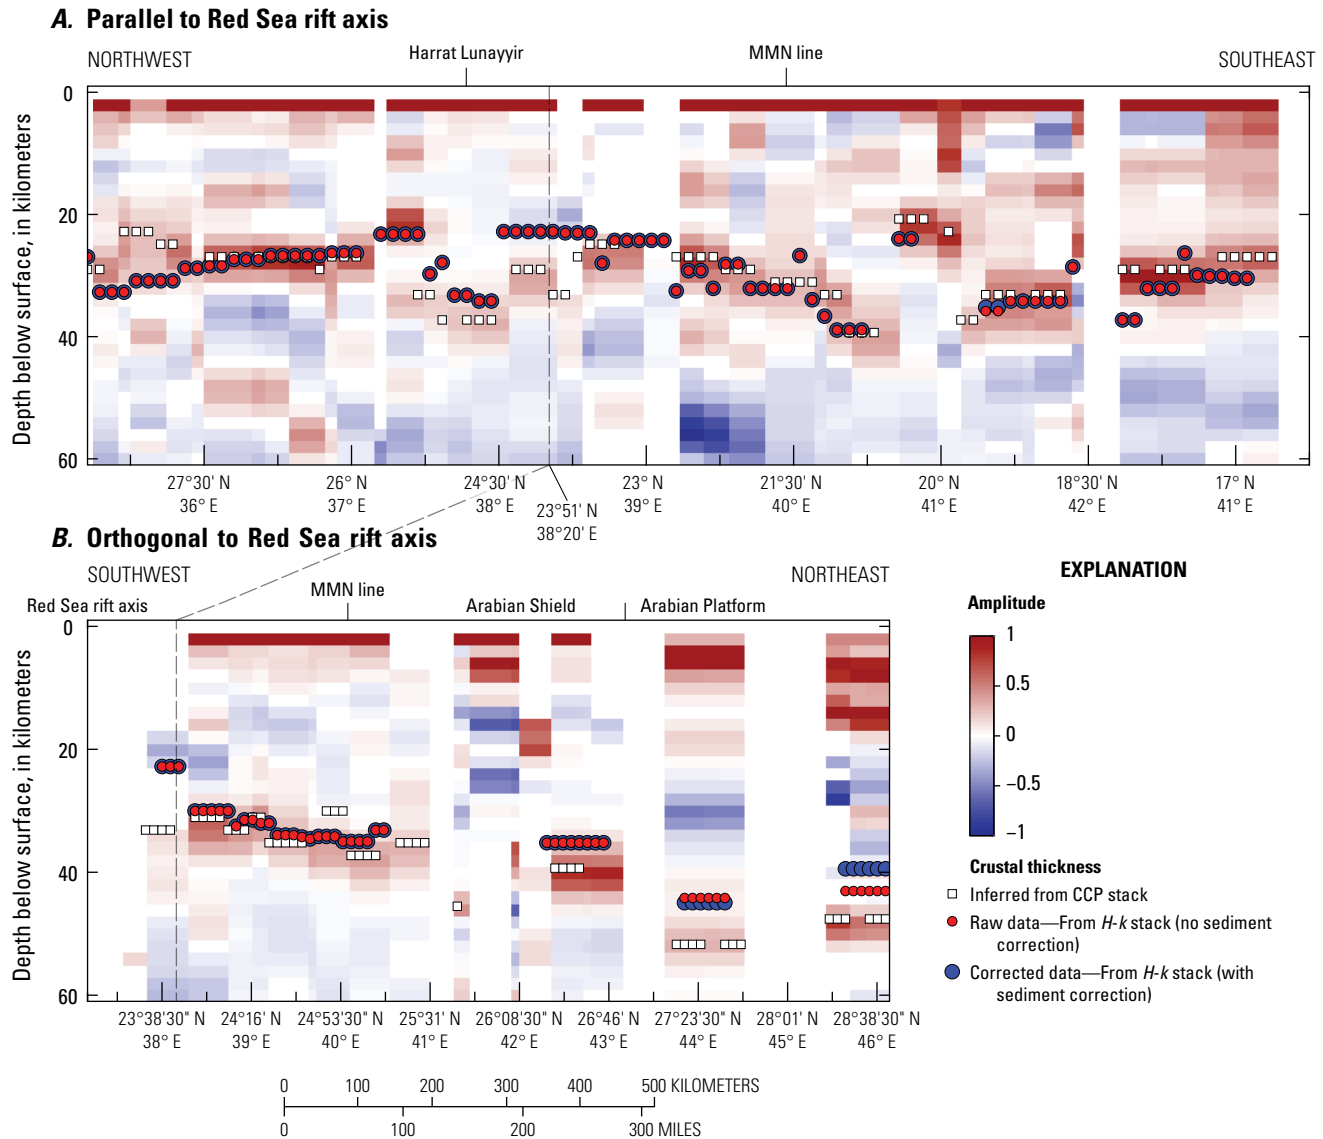 A. Parallel to Red Sea rift axis
NORTHWEST
Harrat Lunayyir
MMN line
SOUTHEAST
Depth below surface, in kilometers
0
20
40
60
27°30' N
36° E
26° N
37° E
24°30' N
38° E
23°51' N
38°20' E
23° N
39° E
21°30' N
40° E
20° N
41° E
18°30' N
42° E
17° N
41° E
B. Orthogonal to Red Sea rift axis
SOUTHWEST
NORTHEAST
Red Sea rift axis
MMN line
Arabian Shield
Arabian Platform
Depth below surface, in kilometers
0
20
40
60
23°38'30" N
38° E
24°16' N
39° E
24°53'30" N
40° E
25°31' N
41° E
26°08'30" N
42° E
26°46' N
43° E
27°23'30" N
44° E
28°01' N
45° E
28°38'30" N
46° E
0 100 200 300 400 500 KILOMETERS
0 100 200 300 MILES
EXPLANATION
Amplitude
1
0.5
0
−0.5
−1
Crustal thickness
Inferred from CCP stack
Raw data—From H-k stack (no sediment
correction)
Corrected data—From H-k stack (with
sediment correction)